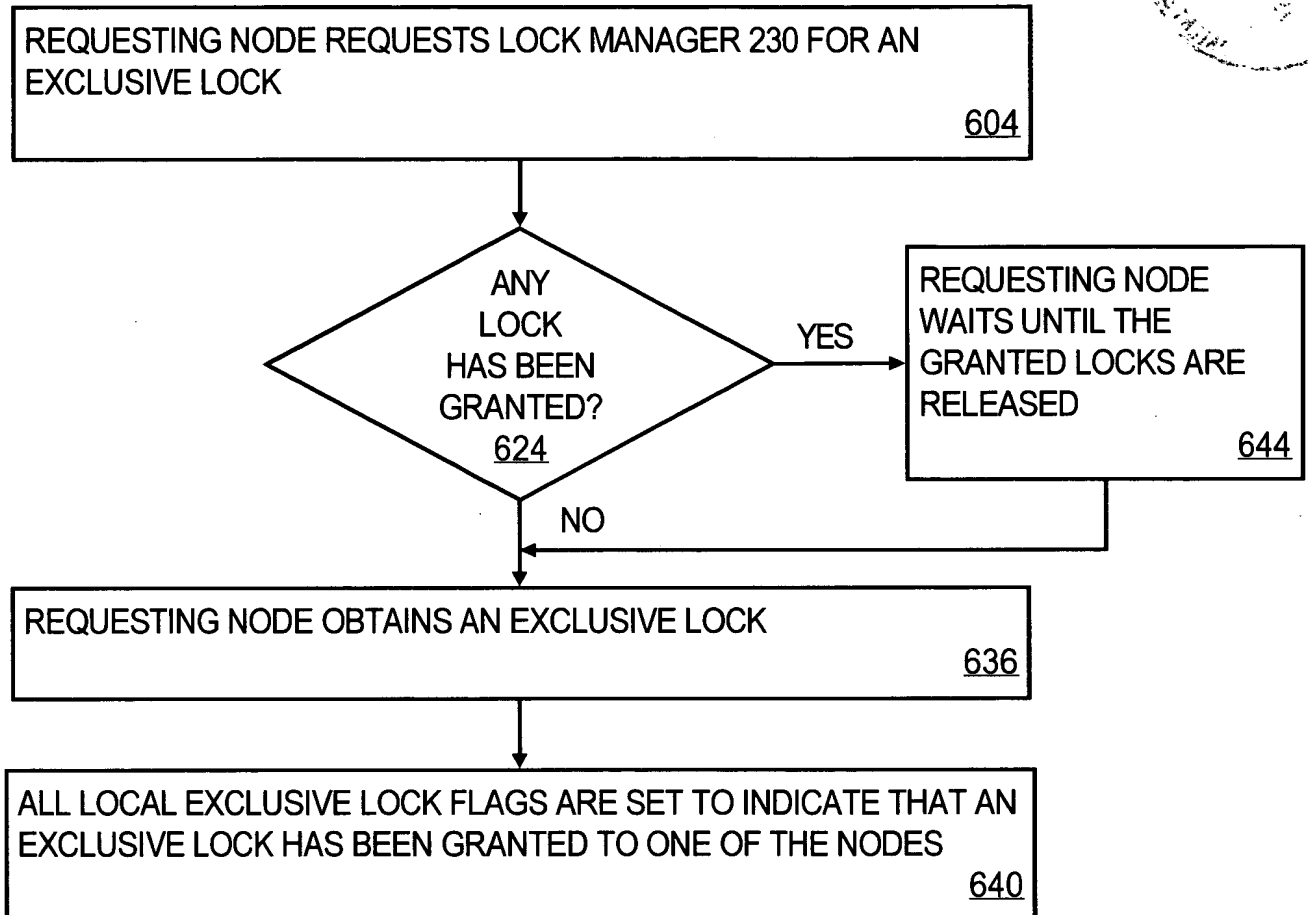 REQUESTING NODE REQUESTS LOCK MANAGER 230 FOR AN
EXCLUSIVE LOCK
604
ANY
LOCK
HAS BEEN
GRANTED?
624
YES
REQUESTING NODE
WAITS UNTIL THE
GRANTED LOCKS ARE
RELEASED
644
NO
REQUESTING NODE OBTAINS AN EXCLUSIVE LOCK
636
ALL LOCAL EXCLUSIVE LOCK FLAGS ARE SET TO INDICATE THAT AN
EXCLUSIVE LOCK HAS BEEN GRANTED TO ONE OF THE NODES
640